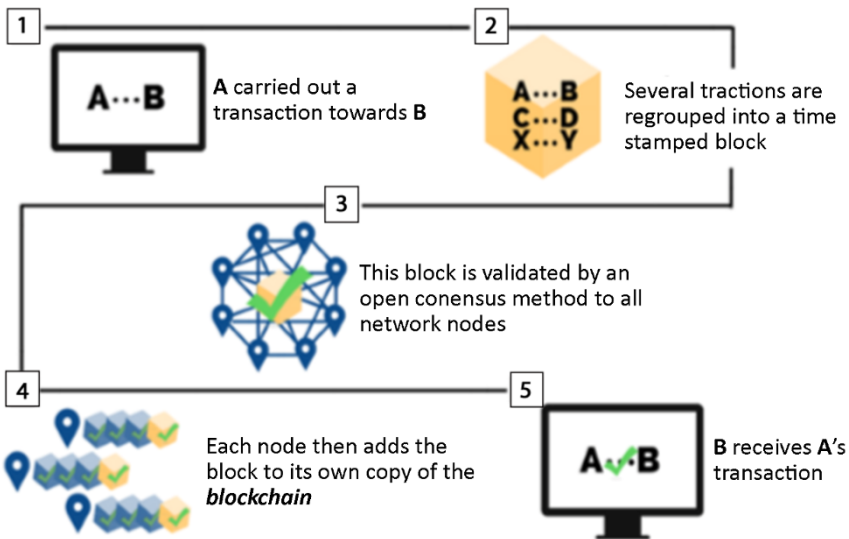 1
A···B
A carried out a
transaction towards B
2
A···B
C···D
X···Y
Several tractions are
regrouped into a time
stamped block
3
This block is validated by an
open conensus method to all
network nodes
4
Each node then adds the
block to its own copy of the
blockchain
5
A···B
B receives A's
transaction